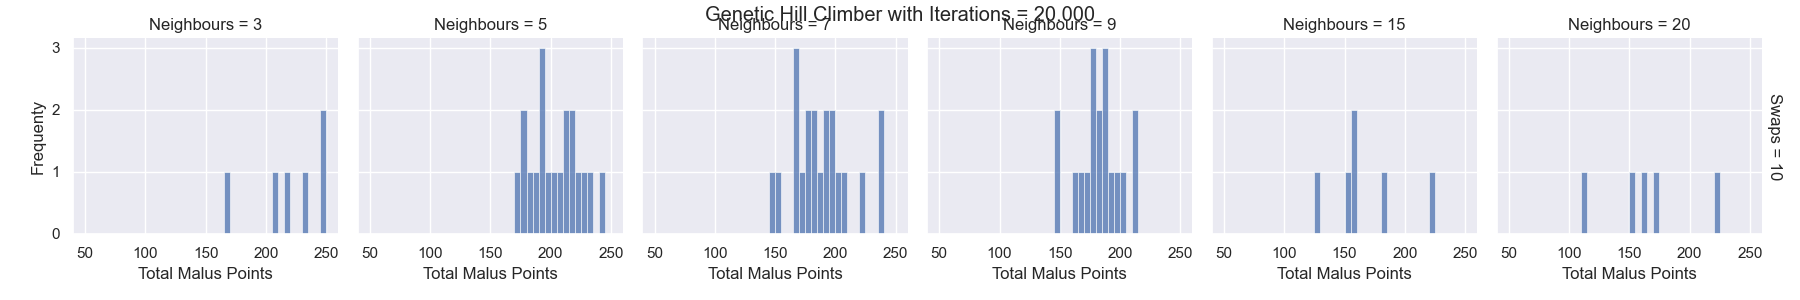 Genetic Hill Climber with Iterations = 20.000
Neighbours = 3 Neighbours = 5 Neighbours = 7 Neighbours = 9 Neighbours = 15 Neighbours = 20
3
2
1
0
Frequenty
Swaps = 10
50 100 150 200 250 50 100 150 200 250 50 100 150 200 250 50 100 150 200 250 50 100 150 200 250 50 100 150 200 250
Total Malus Points Total Malus Points Total Malus Points Total Malus Points Total Malus Points Total Malus Points